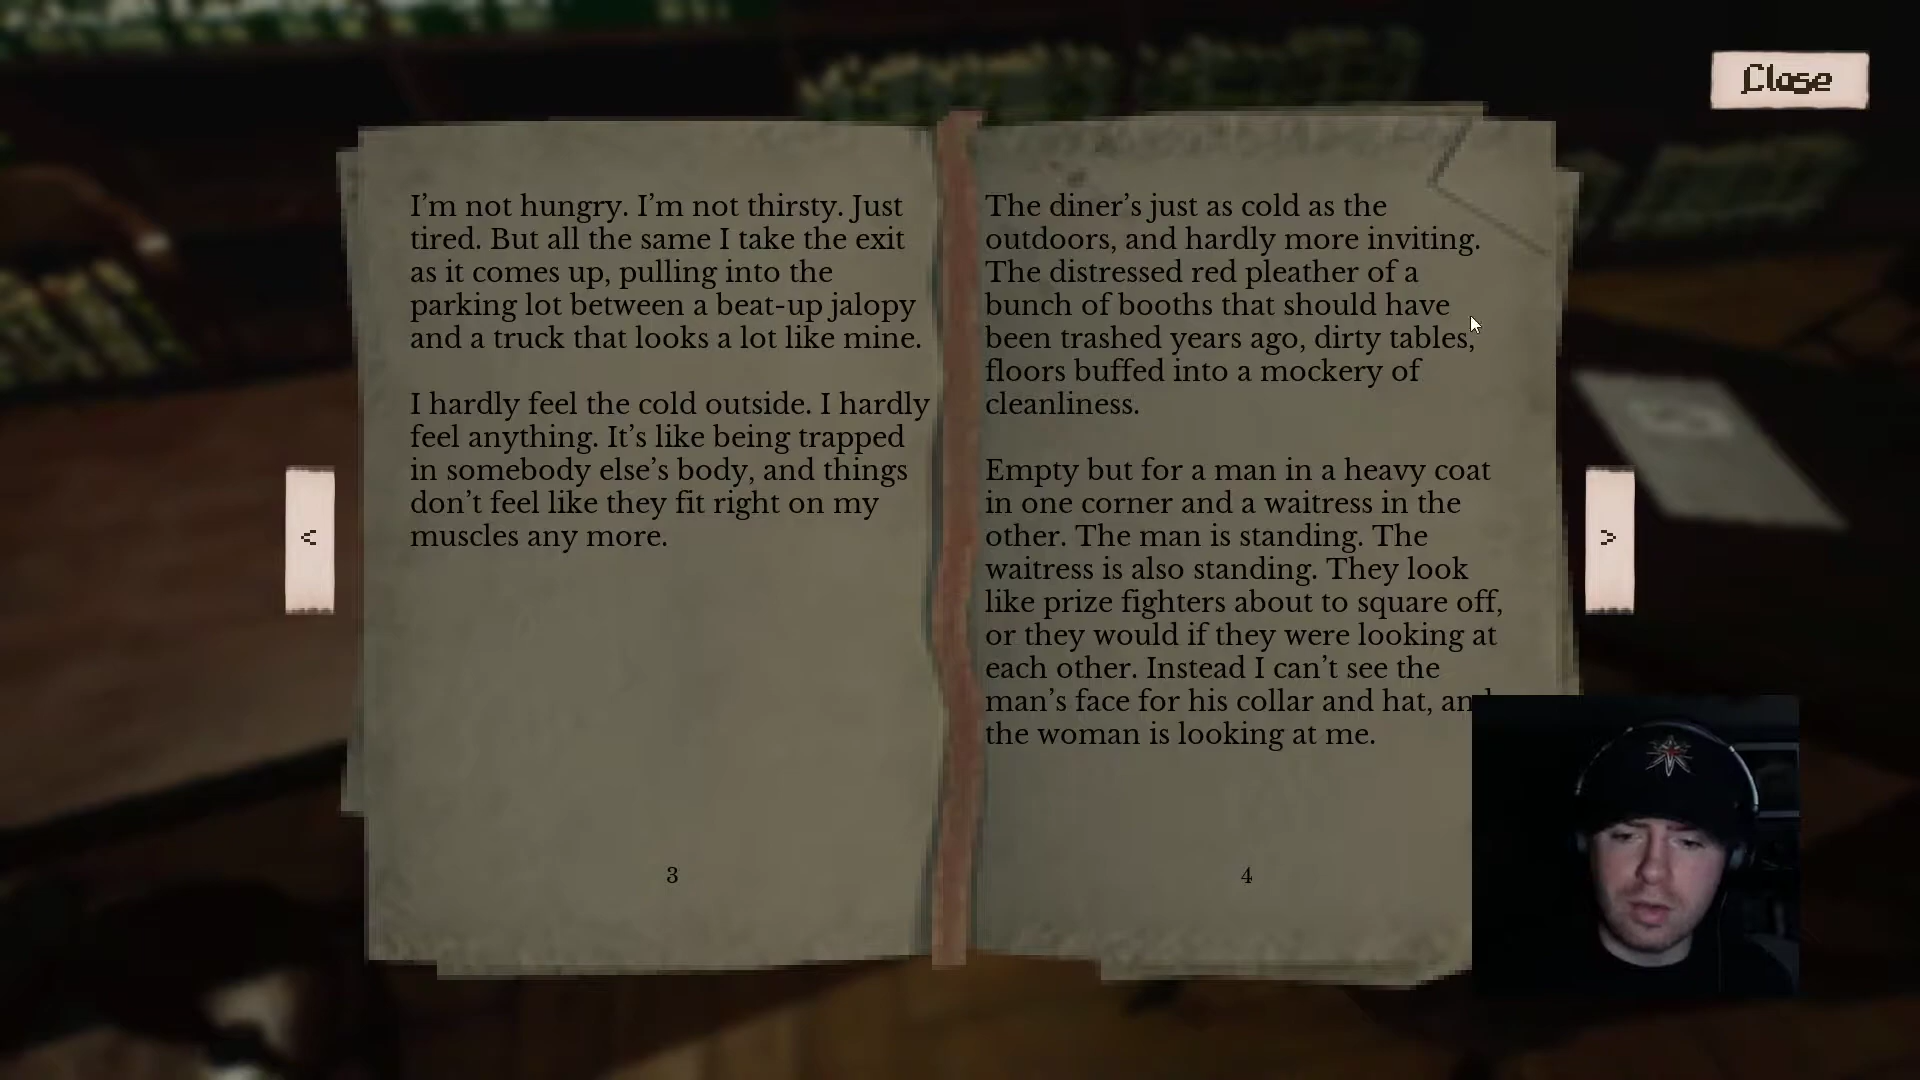 Close
I'm not hungry. I'm not thirsty. Just
tired. But all the same I take the exit
as it comes up, pulling into the
parking lot between a beat-up jalopy
and a truck that looks a lot like mine.
I hardly feel the cold outside. I hardly
feel anything. It's like being trapped
in somebody else's body, and things
don't feel like they fit right on my
muscles any more.
3
The diner's just as cold as the
outdoors, and hardly more inviting.
The distressed red pleather of a
bunch of booths that should have
been trashed years ago, dirty tables,
floors buffed into a mockery of
cleanliness.
Empty but for a man in a heavy coat
in one corner and a waitress in the
other. The man is standing. The
waitress is also standing. They look
like prize fighters about to square off,
or they would if they were looking at
each other. Instead I can't see the
man's face for his collar and hat, and
the woman is looking at me.
4
<
>